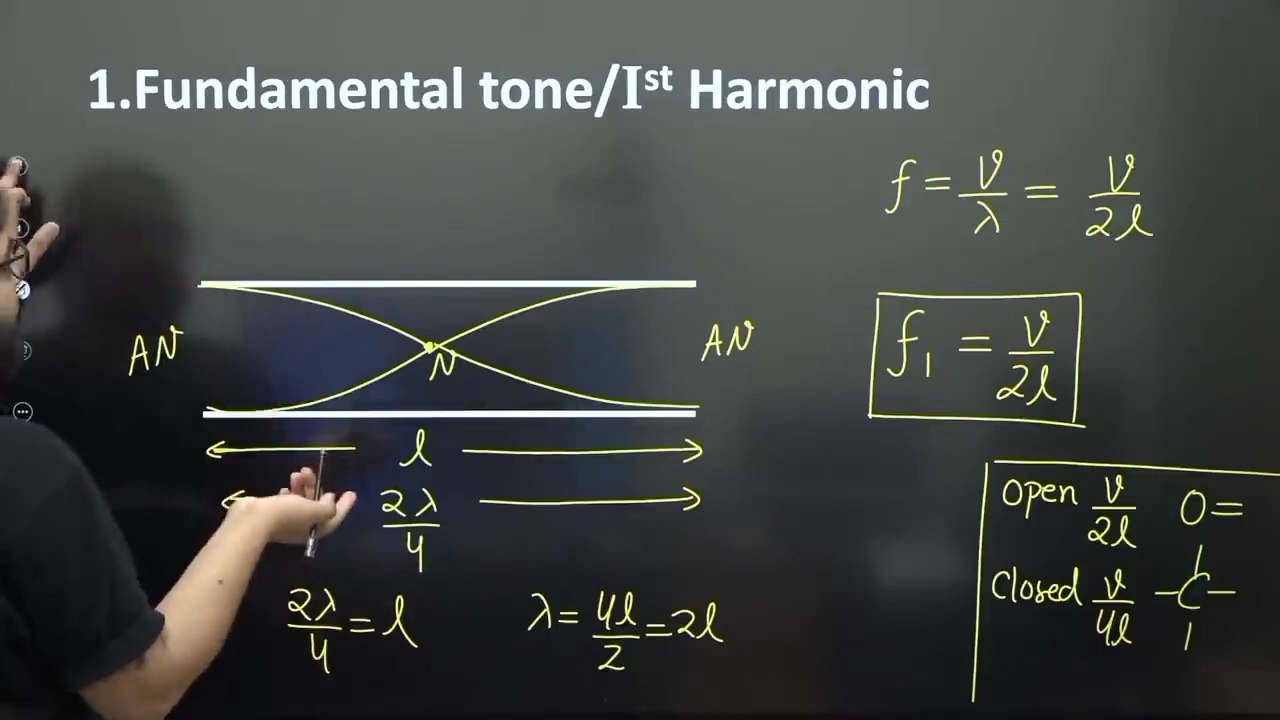 1.Fundamental tone/Iˢᵗ Harmonic
f = v/λ = v/2l
AN N AN
f₁ = v/2l
l
2λ/4
2λ/4 = l
λ = 4l/2 = 2l
Open v/2l O=
Closed v/4l -C-